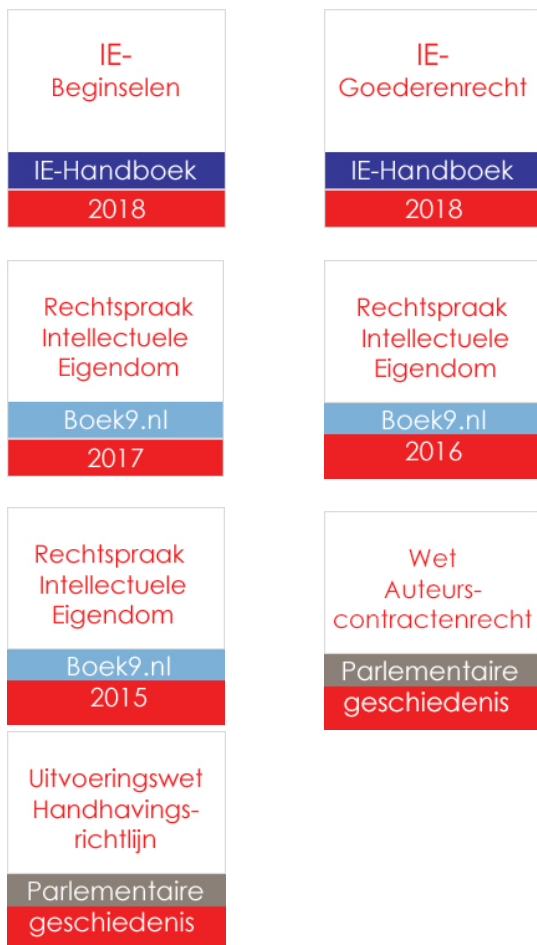 IE-
Beginselen
IE-Handboek
2018
IE-
Goederenrecht
IE-Handboek
2018
Rechtspraak
Intellectuele
Eigendom
Boek9.nl
2017
Rechtspraak
Intellectuele
Eigendom
Boek9.nl
2016
Rechtspraak
Intellectuele
Eigendom
Boek9.nl
2015
Wet
Auteurs-
contractenrecht
Parlementaire
geschiedenis
Uitvoeringswet
Handhavings-
richtlijn
Parlementaire
geschiedenis